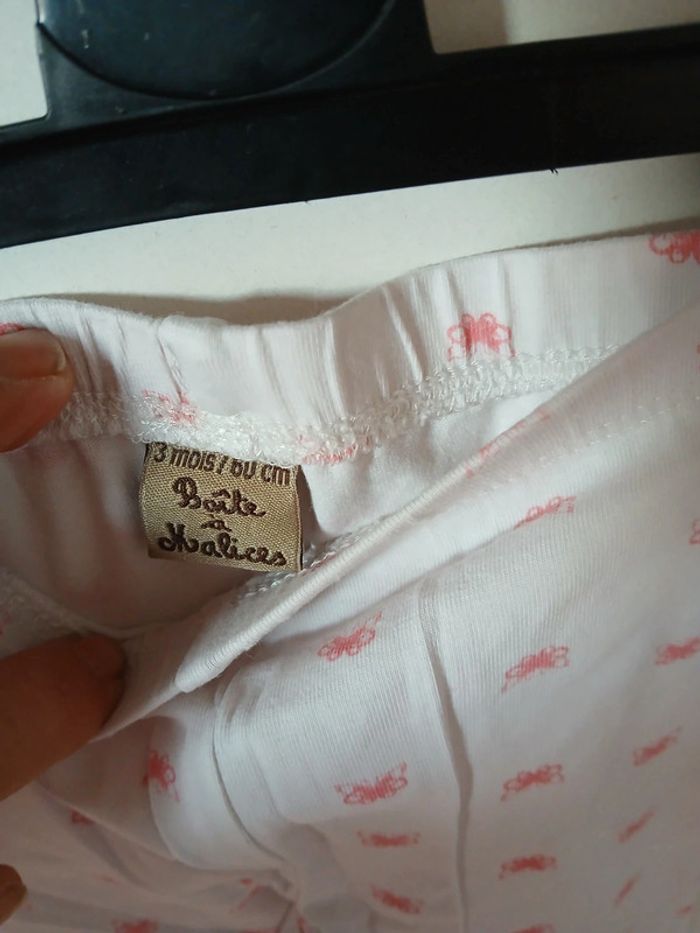 3 mois / 60 cm
Boîte
à
Malices